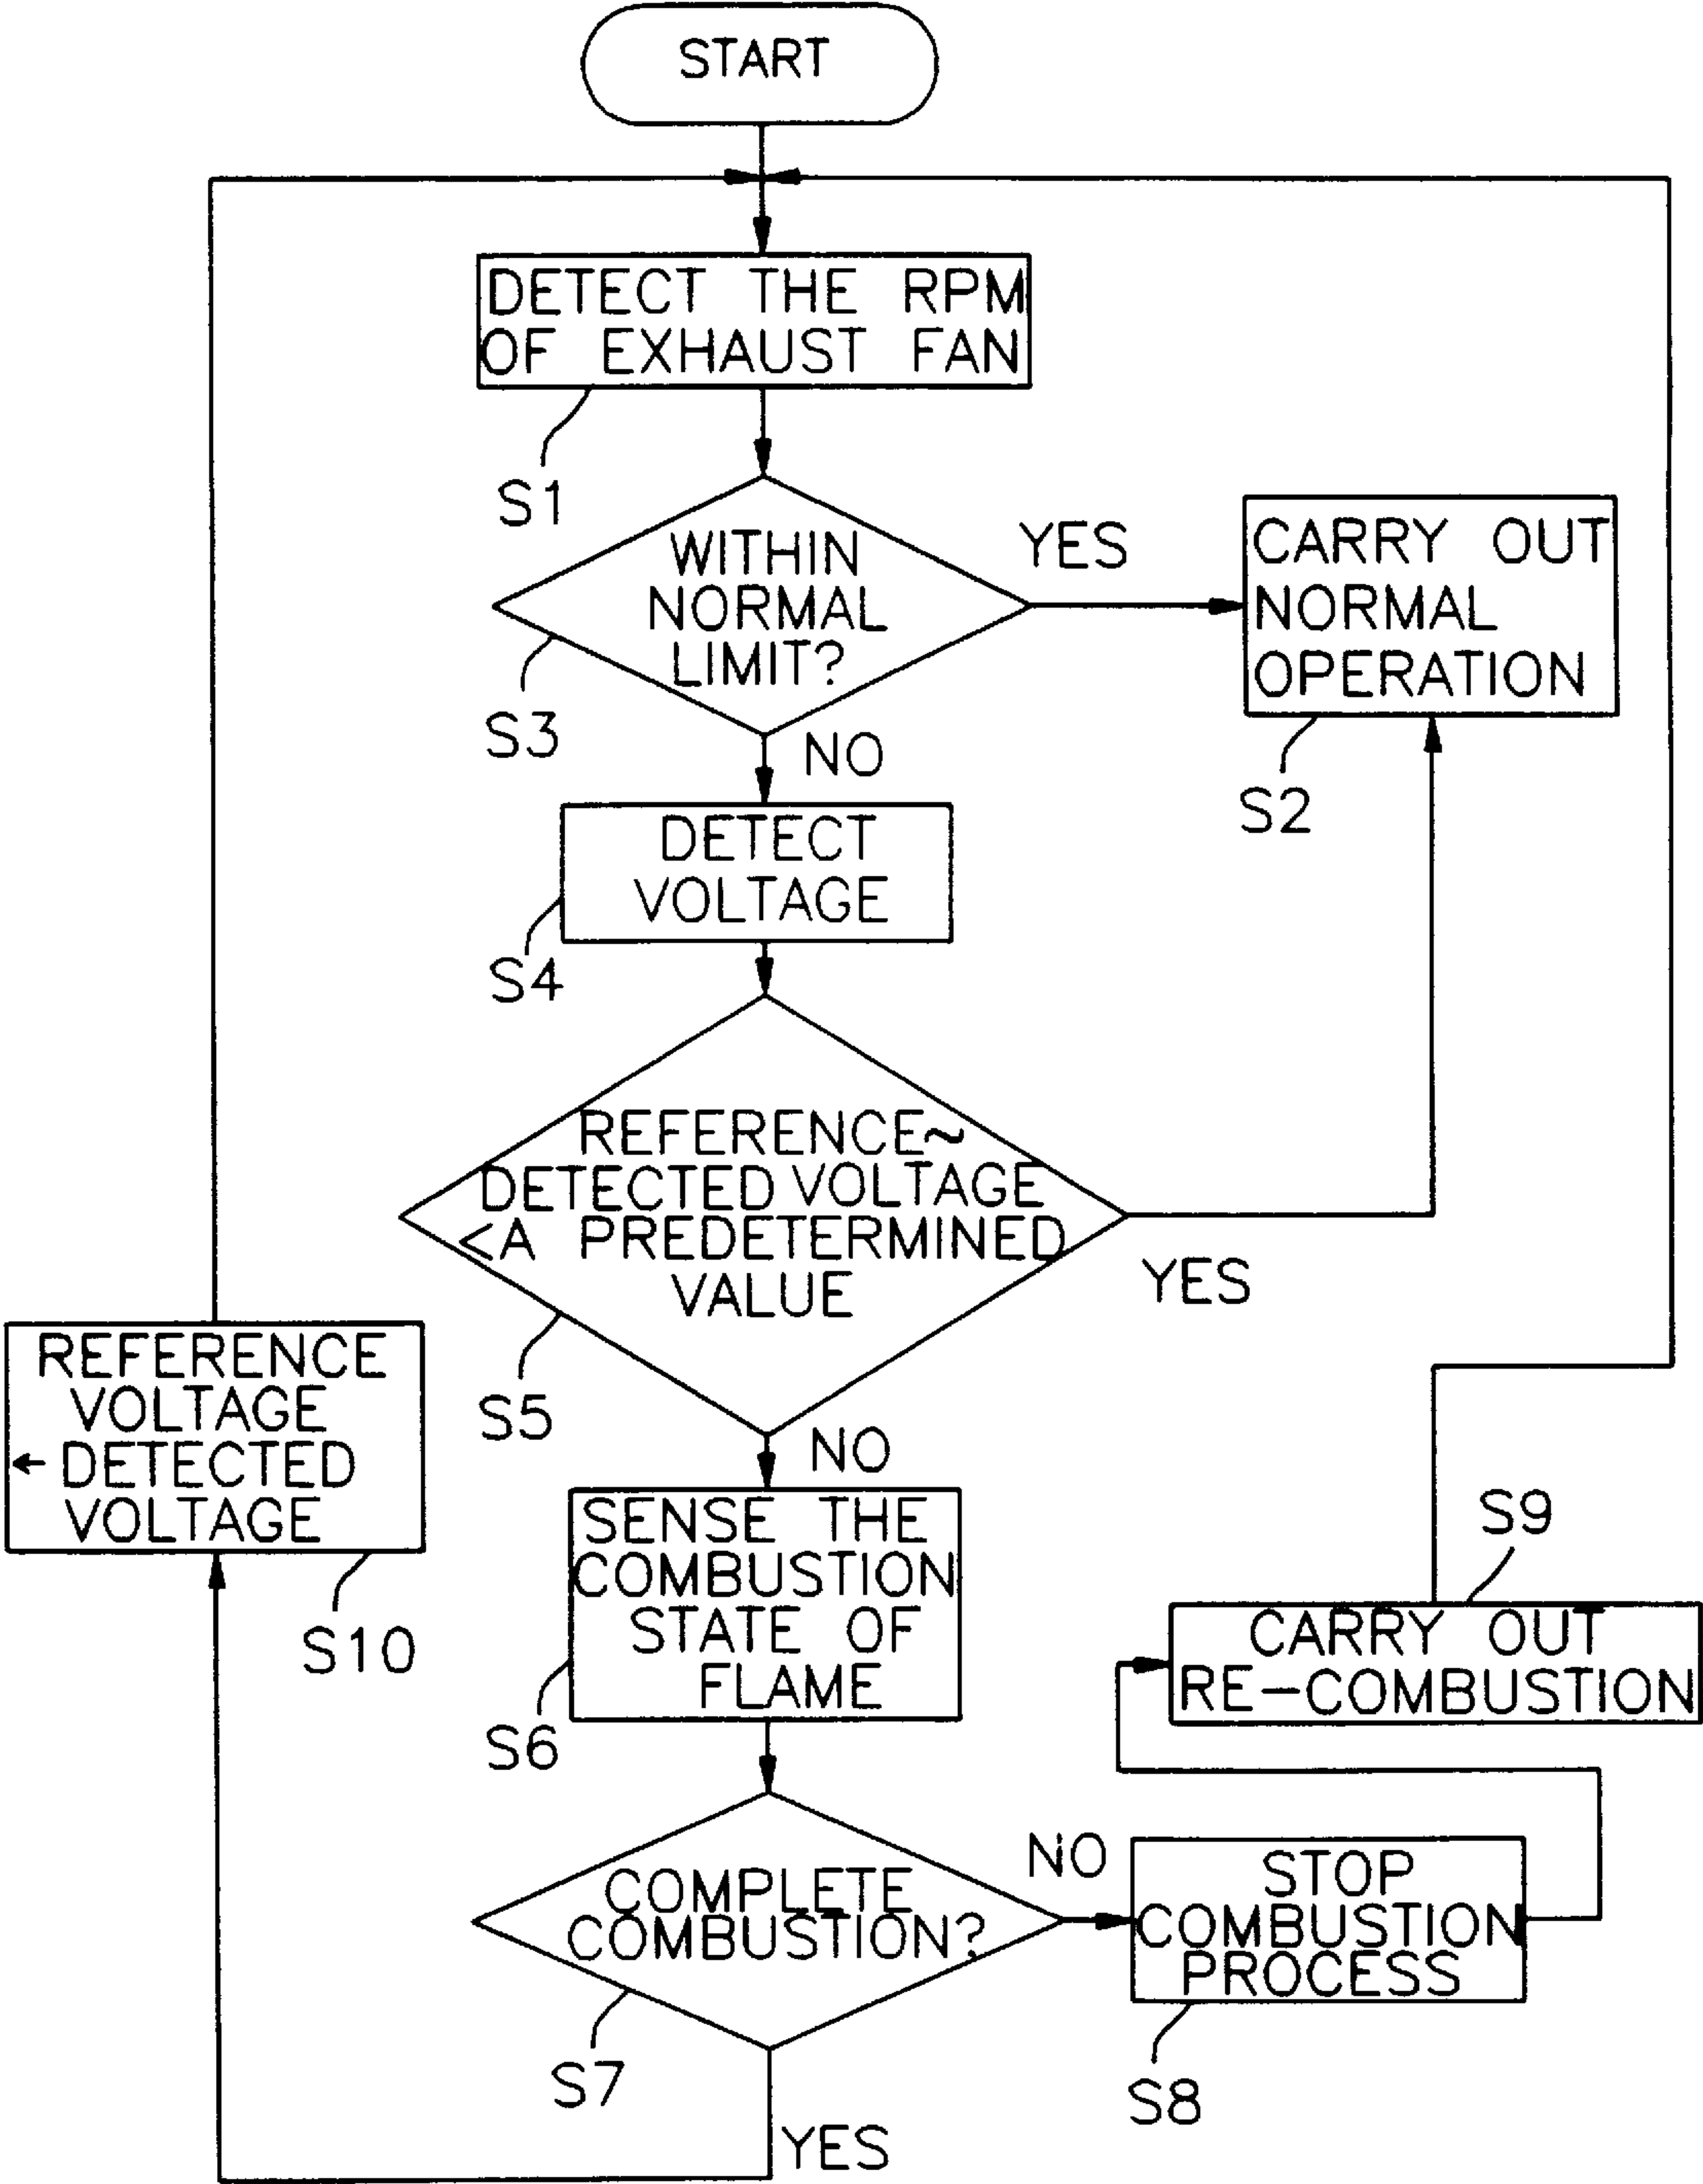 START
DETECT THE RPM
OF EXHAUST FAN
S1
WITHIN
NORMAL
LIMIT?
S3
YES
CARRY OUT
NORMAL
OPERATION
S2
NO
DETECT
VOLTAGE
S4
REFERENCE~
DETECTED VOLTAGE
<A PREDETERMINED
VALUE
S5
YES
NO
REFERENCE
VOLTAGE
← DETECTED
VOLTAGE
S10
SENSE THE
COMBUSTION
STATE OF
FLAME
S6
S9
CARRY OUT
RE-COMBUSTION
COMPLETE
COMBUSTION?
S7
NO
STOP
COMBUSTION
PROCESS
S8
YES